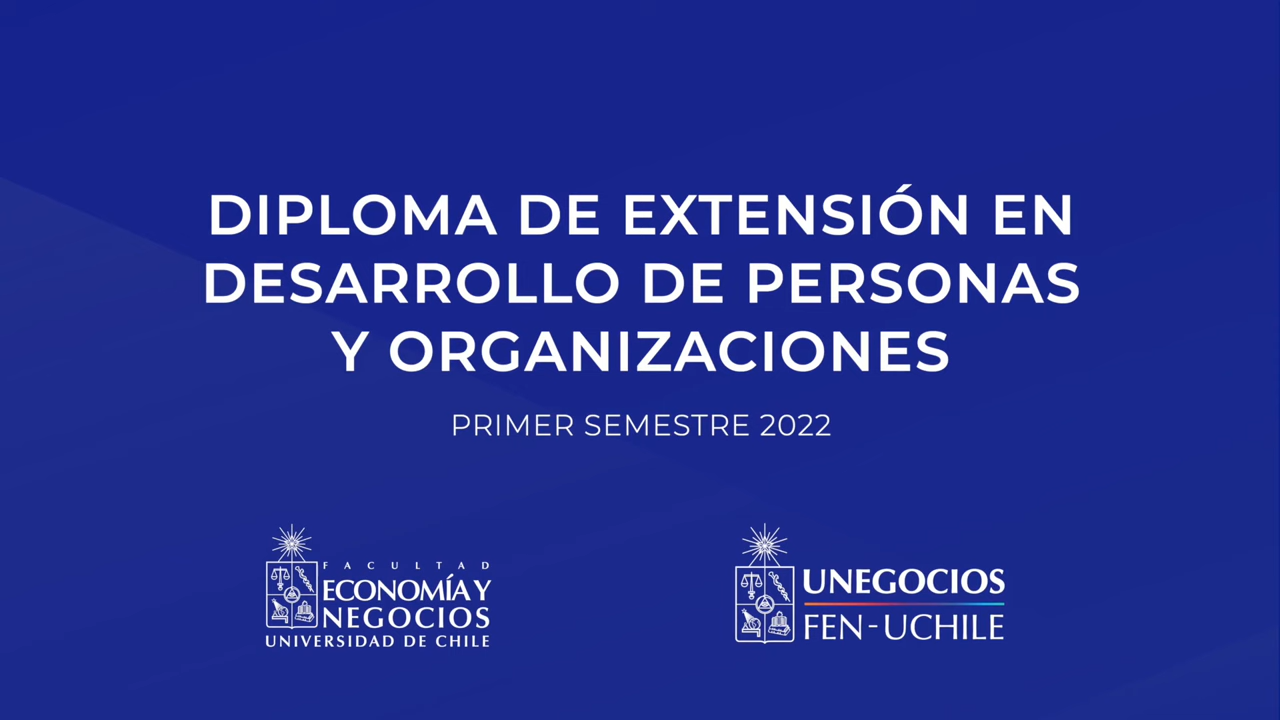 DIPLOMA DE EXTENSIÓN EN
DESARROLLO DE PERSONAS
Y ORGANIZACIONES
PRIMER SEMESTRE 2022
FACULTAD
ECONOMÍA Y
NEGOCIOS
UNIVERSIDAD DE CHILE
UNEGOCIOS
FEN-UCHILE